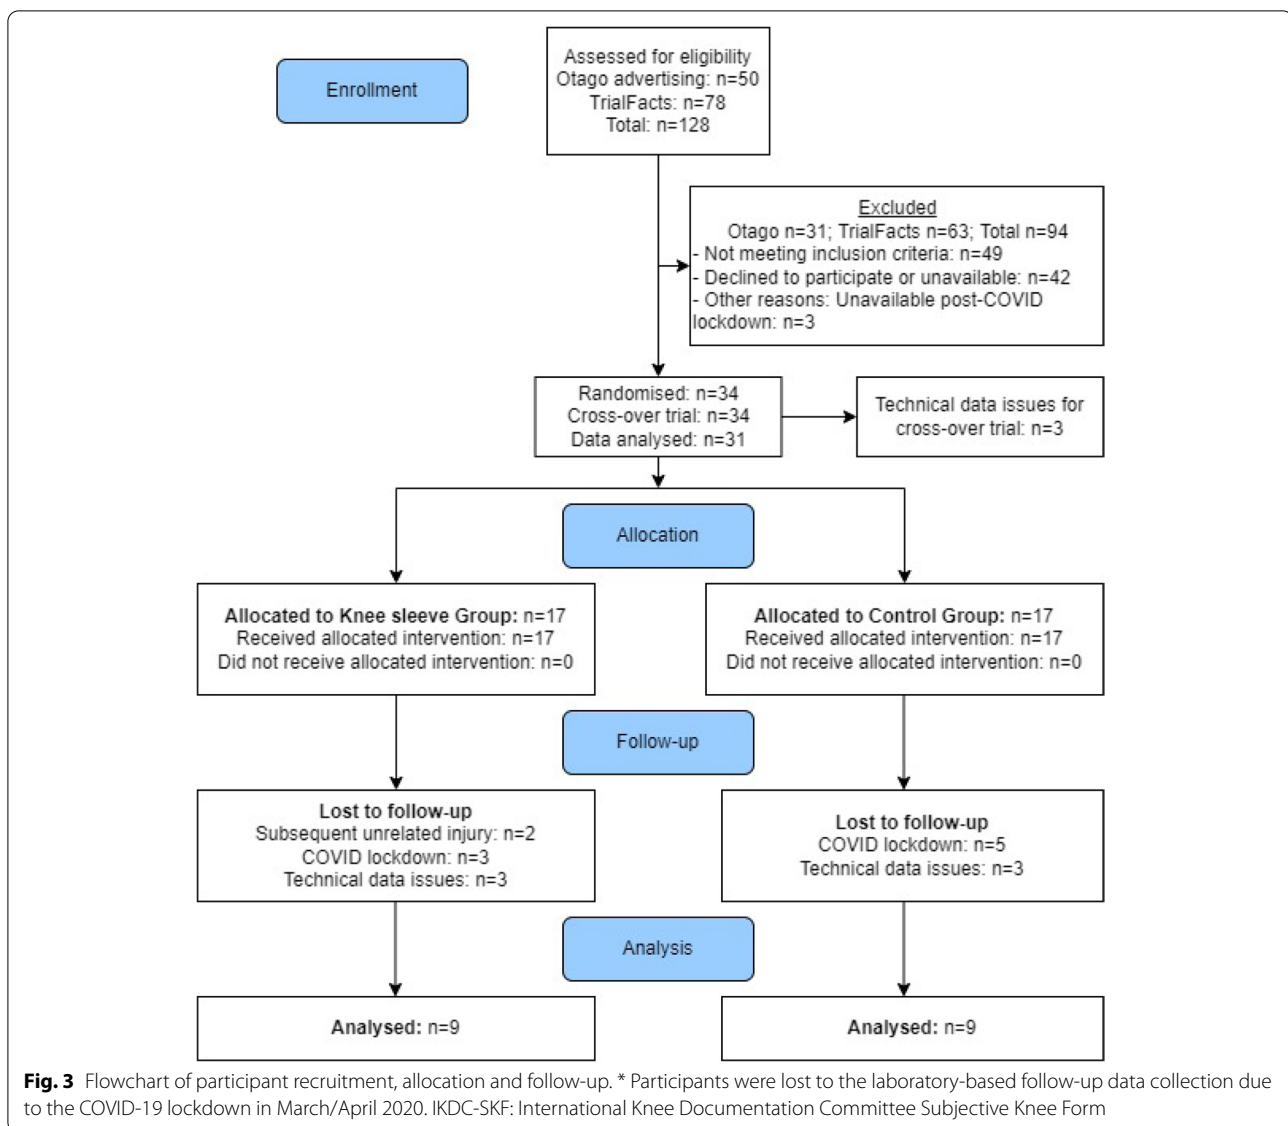 Enrollment
Assessed for eligibility
Otago advertising: n=50
TrialFacts: n=78
Total: n=128
Excluded
Otago n=31; TrialFacts n=63; Total n=94
- Not meeting inclusion criteria: n=49
- Declined to participate or unavailable: n=42
- Other reasons: Unavailable post-COVID
lockdown: n=3
Randomised: n=34
Cross-over trial: n=34
Data analysed: n=31
Technical data issues for
cross-over trial: n=3
Allocation
Allocated to Knee sleeve Group: n=17
Received allocated intervention: n=17
Did not receive allocated intervention: n=0
Allocated to Control Group: n=17
Received allocated intervention: n=17
Did not receive allocated intervention: n=0
Follow-up
Lost to follow-up
Subsequent unrelated injury: n=2
COVID lockdown: n=3
Technical data issues: n=3
Lost to follow-up
COVID lockdown: n=5
Technical data issues: n=3
Analysis
Analysed: n=9
Analysed: n=9
Fig. 3 Flowchart of participant recruitment, allocation and follow-up. * Participants were lost to the laboratory-based follow-up data collection due
to the COVID-19 lockdown in March/April 2020. IKDC-SKF: International Knee Documentation Committee Subjective Knee Form